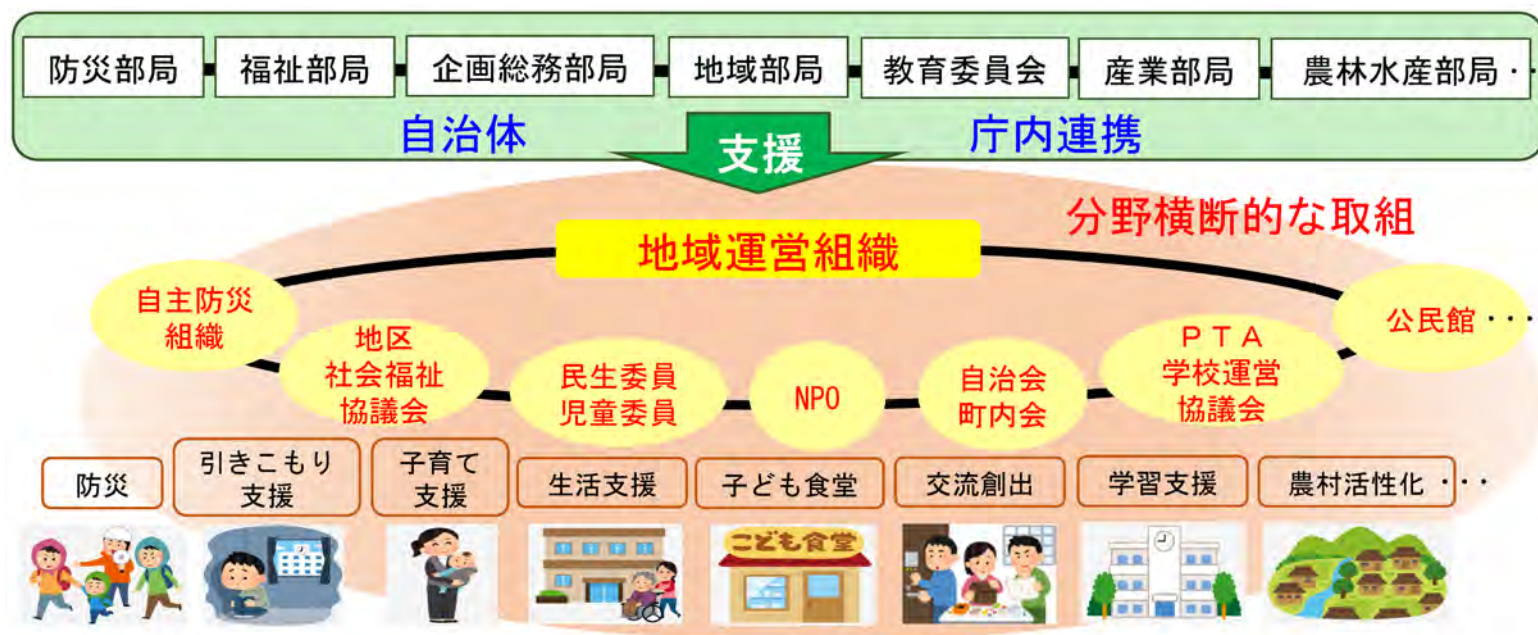 防災部局
福祉部局
企画総務部局
地域部局
教育委員会
産業部局
農林水産部局・・・
自治体
支援
庁内連携
分野横断的な取組
地域運営組織
自主防災
組織
地区
社会福祉
協議会
民生委員
児童委員
NPO
自治会
町内会
ＰＴＡ
学校運営
協議会
公民館・・・
防災
引きこもり
支援
子育て
支援
生活支援
子ども食堂
交流創出
学習支援
農村活性化・・・
こども食堂